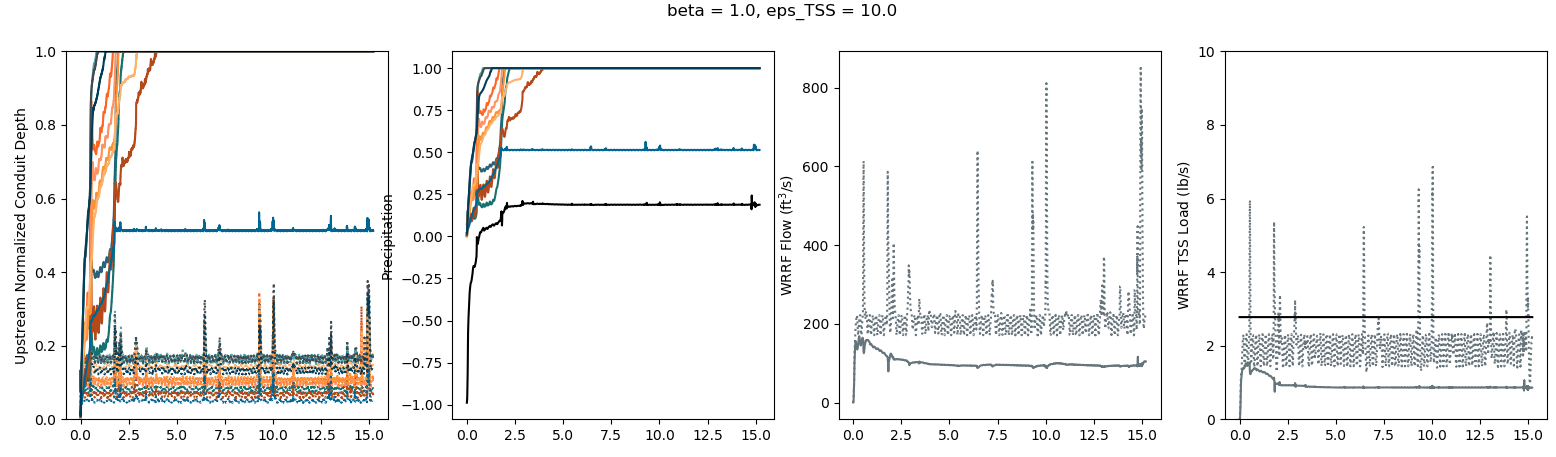 beta = 1.0, eps_TSS = 10.0
Upstream Normalized Conduit Depth
1.0
0.8
0.6
0.4
0.2
0.0
0.0 2.5 5.0 7.5 10.0 12.5 15.0
Precipitation
1.00
0.75
0.50
0.25
0.00
−0.25
−0.50
−0.75
−1.00
0.0 2.5 5.0 7.5 10.0 12.5 15.0
WRRF Flow (ft³/s)
800
600
400
200
0
0.0 2.5 5.0 7.5 10.0 12.5 15.0
WRRF TSS Load (lb/s)
10
8
6
4
2
0
0.0 2.5 5.0 7.5 10.0 12.5 15.0